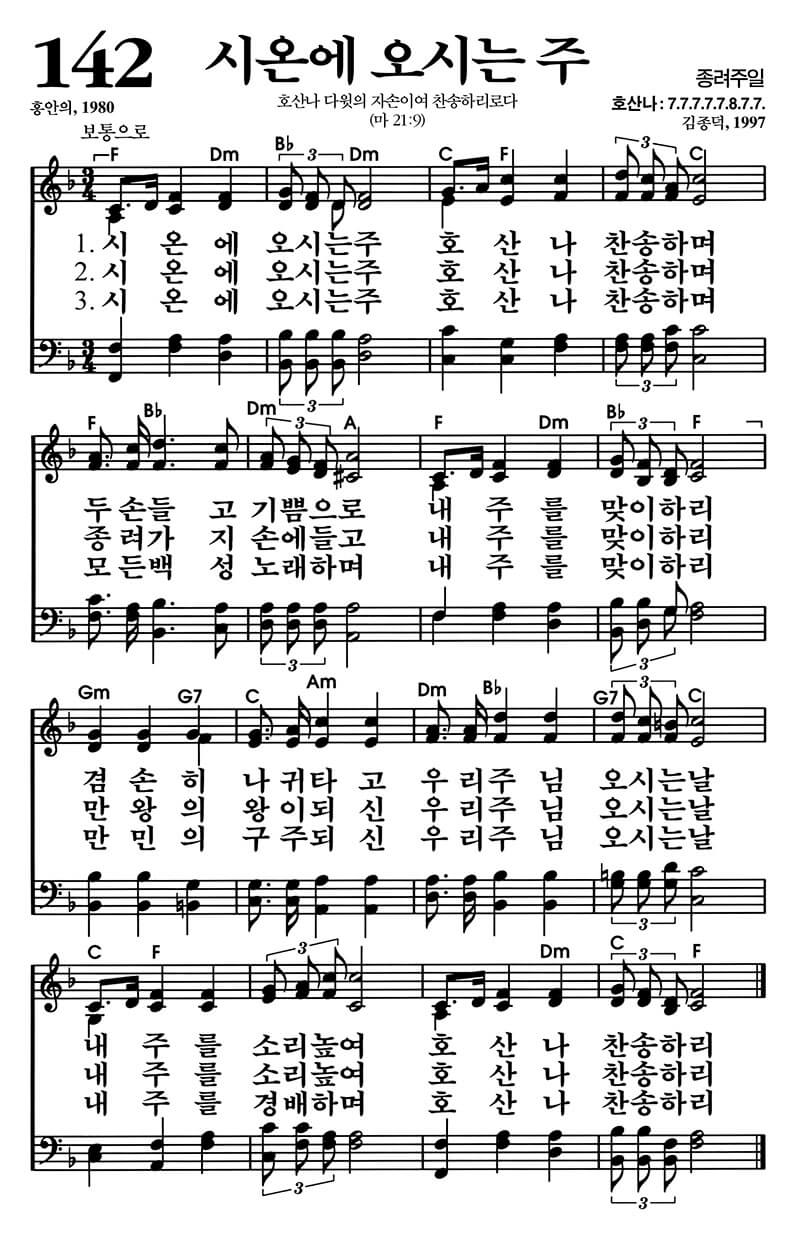 142
시온에 오시는 주
종려주일
홍안의, 1980
호산나 다윗의 자손이여 찬송하리로다
호산나 : 7.7.7.7.7.8.7.7.
(마 21:9)
김종덕, 1997
보통으로
F Dm B♭ 3 Dm C F 3 C
3
4
1. 시 온 에 오시는주 호 산 나 찬송하며
2. 시 온 에 오시는주 호 산 나 찬송하며
3. 시 온 에 오시는주 호 산 나 찬송하며
3
4
3 3
F B♭ Dm 3 A F Dm B♭ 3 F
두 손들 고 기쁨으로 내 주 를 맞이하리
종 려가 지 손에들고 내 주 를 맞이하리
모 든백 성 노래하며 내 주 를 맞이하리
3 3
Gm G7 C Am Dm B♭ G7 3 C
겸 손 히 나 귀타 고 우 리주 님 오시는날
만 왕 의 왕 이되 신 우 리주 님 오시는날
만 민 의 구 주되 신 우 리주 님 오시는날
3
C F 3 Dm C 3 F
내 주 를 소리높여 호 산 나 찬송하리
내 주 를 소리높여 호 산 나 찬송하리
내 주 를 경배하며 호 산 나 찬송하리
3 3